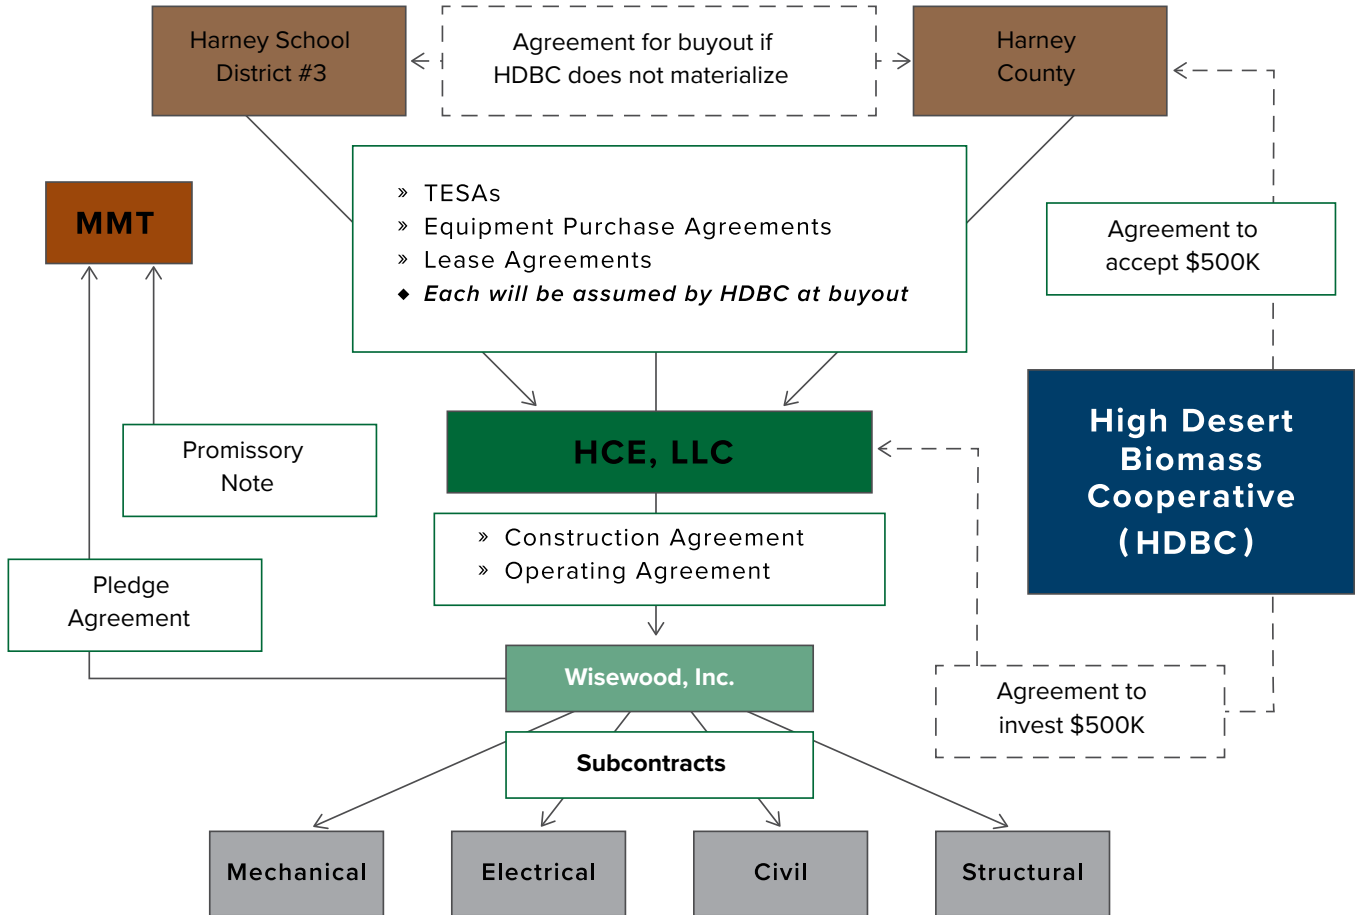 Harney School
District #3
Agreement for buyout if
HDBC does not materialize
Harney
County
MMT
» TESAs
» Equipment Purchase Agreements
» Lease Agreements
◆ Each will be assumed by HDBC at buyout
Agreement to
accept $500K
Promissory
Note
HCE, LLC
High Desert
Biomass
Cooperative
(HDBC)
» Construction Agreement
» Operating Agreement
Pledge
Agreement
Wisewood, Inc.
Agreement to
invest $500K
Subcontracts
Mechanical
Electrical
Civil
Structural